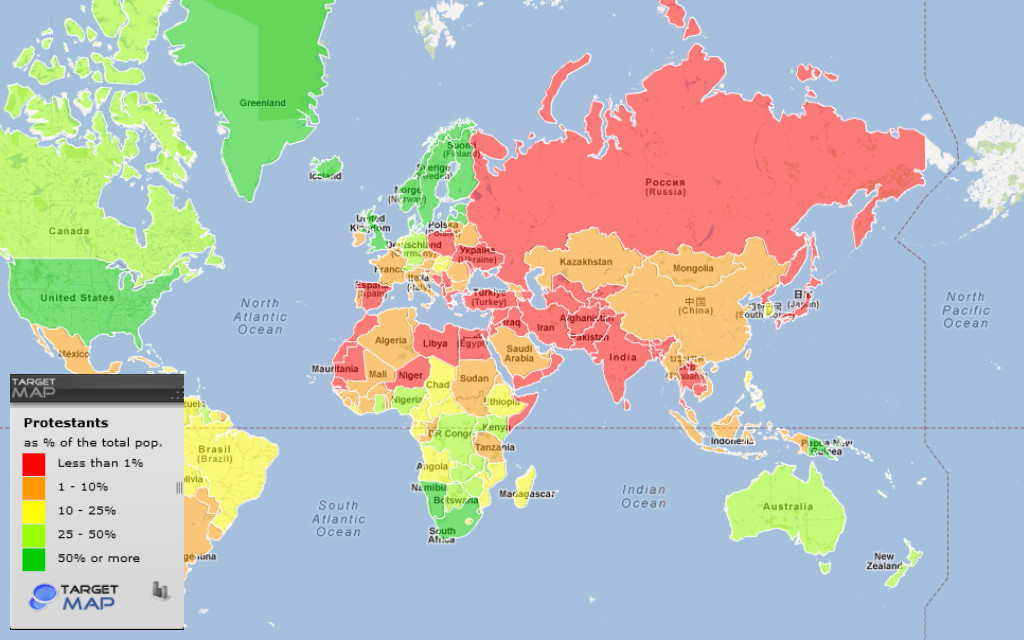 Greenland
Iceland
Suomi
(Finland)
Sverige
(Sweden)
Norge
(Norway)
United
Kingdom
Polska
(Poland)
Deutschland
(Germany)
Україна
(Ukraine)
France
Italia
(Italy)
España
(Spain)
Türkiye
(Turkey)
Россия
(Russia)
Kazakhstan
Mongolia
中国
(China)
(South Korea)
日本
(Japan)
Canada
United States
México
North
Atlantic
Ocean
North
Pacific
Ocean
Algeria
Libya
Egypt
Iraq
Iran
Afghanistan
Pakistan
India
Saudi
Arabia
(Thailand)
Mauritania
Mali
Niger
Chad
Sudan
Nigeria
Ethiopia
DR Congo
Kenya
Tanzania
Angola
Namibia
Botswana
Madagascar
South
Africa
Indonesia
Papua New
Guinea
Australia
New
Zealand
Indian
Ocean
South
Atlantic
Ocean
Brasil
(Brazil)
TARGET
MAP
Protestants
as % of the total pop.
Less than 1%
1 - 10%
10 - 25%
25 - 50%
50% or more
TARGET
MAP